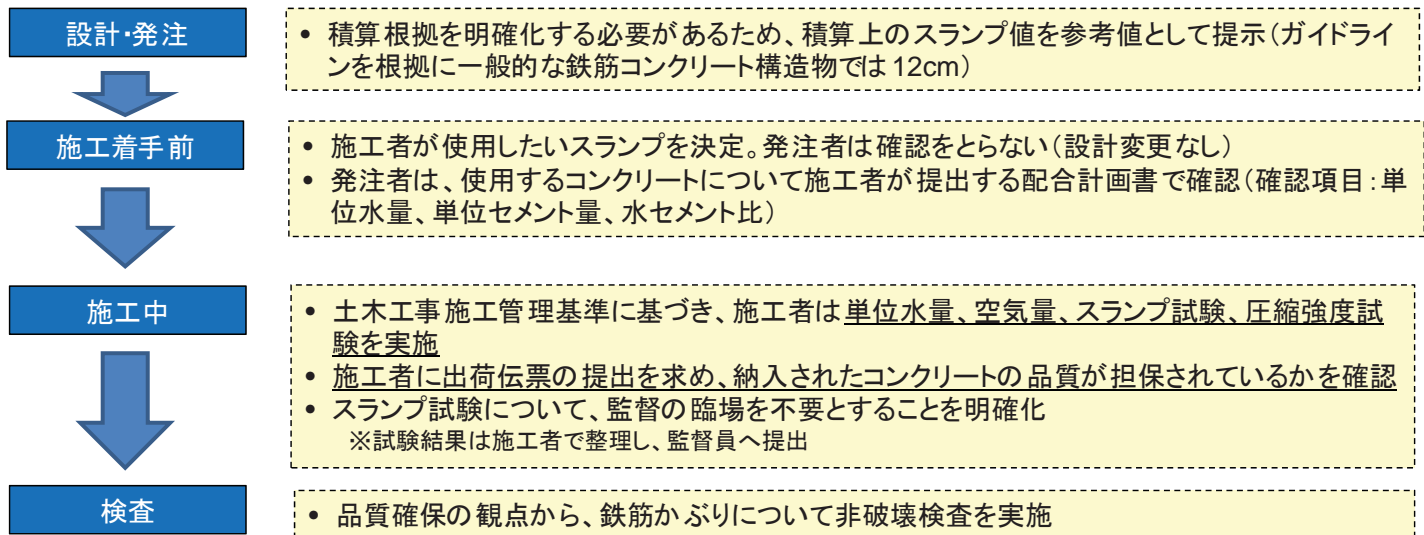 設計・発注
• 積算根拠を明確化する必要があるため、積算上のスランプ値を参考値として提示（ガイドライ
ンを根拠に一般的な鉄筋コンクリート構造物では12cm）
施工着手前
• 施工者が使用したいスランプを決定。発注者は確認をとらない（設計変更なし）
• 発注者は、使用するコンクリートについて施工者が提出する配合計画書で確認（確認項目：単
位水量、単位セメント量、水セメント比）
施工中
• 土木工事施工管理基準に基づき、施工者は単位水量、空気量、スランプ試験、圧縮強度試
験を実施
• 施工者に出荷伝票の提出を求め、納入されたコンクリートの品質が担保されているかを確認
• スランプ試験について、監督の臨場を不要とすることを明確化
※試験結果は施工者で整理し、監督員へ提出
検査
• 品質確保の観点から、鉄筋かぶりについて非破壊検査を実施